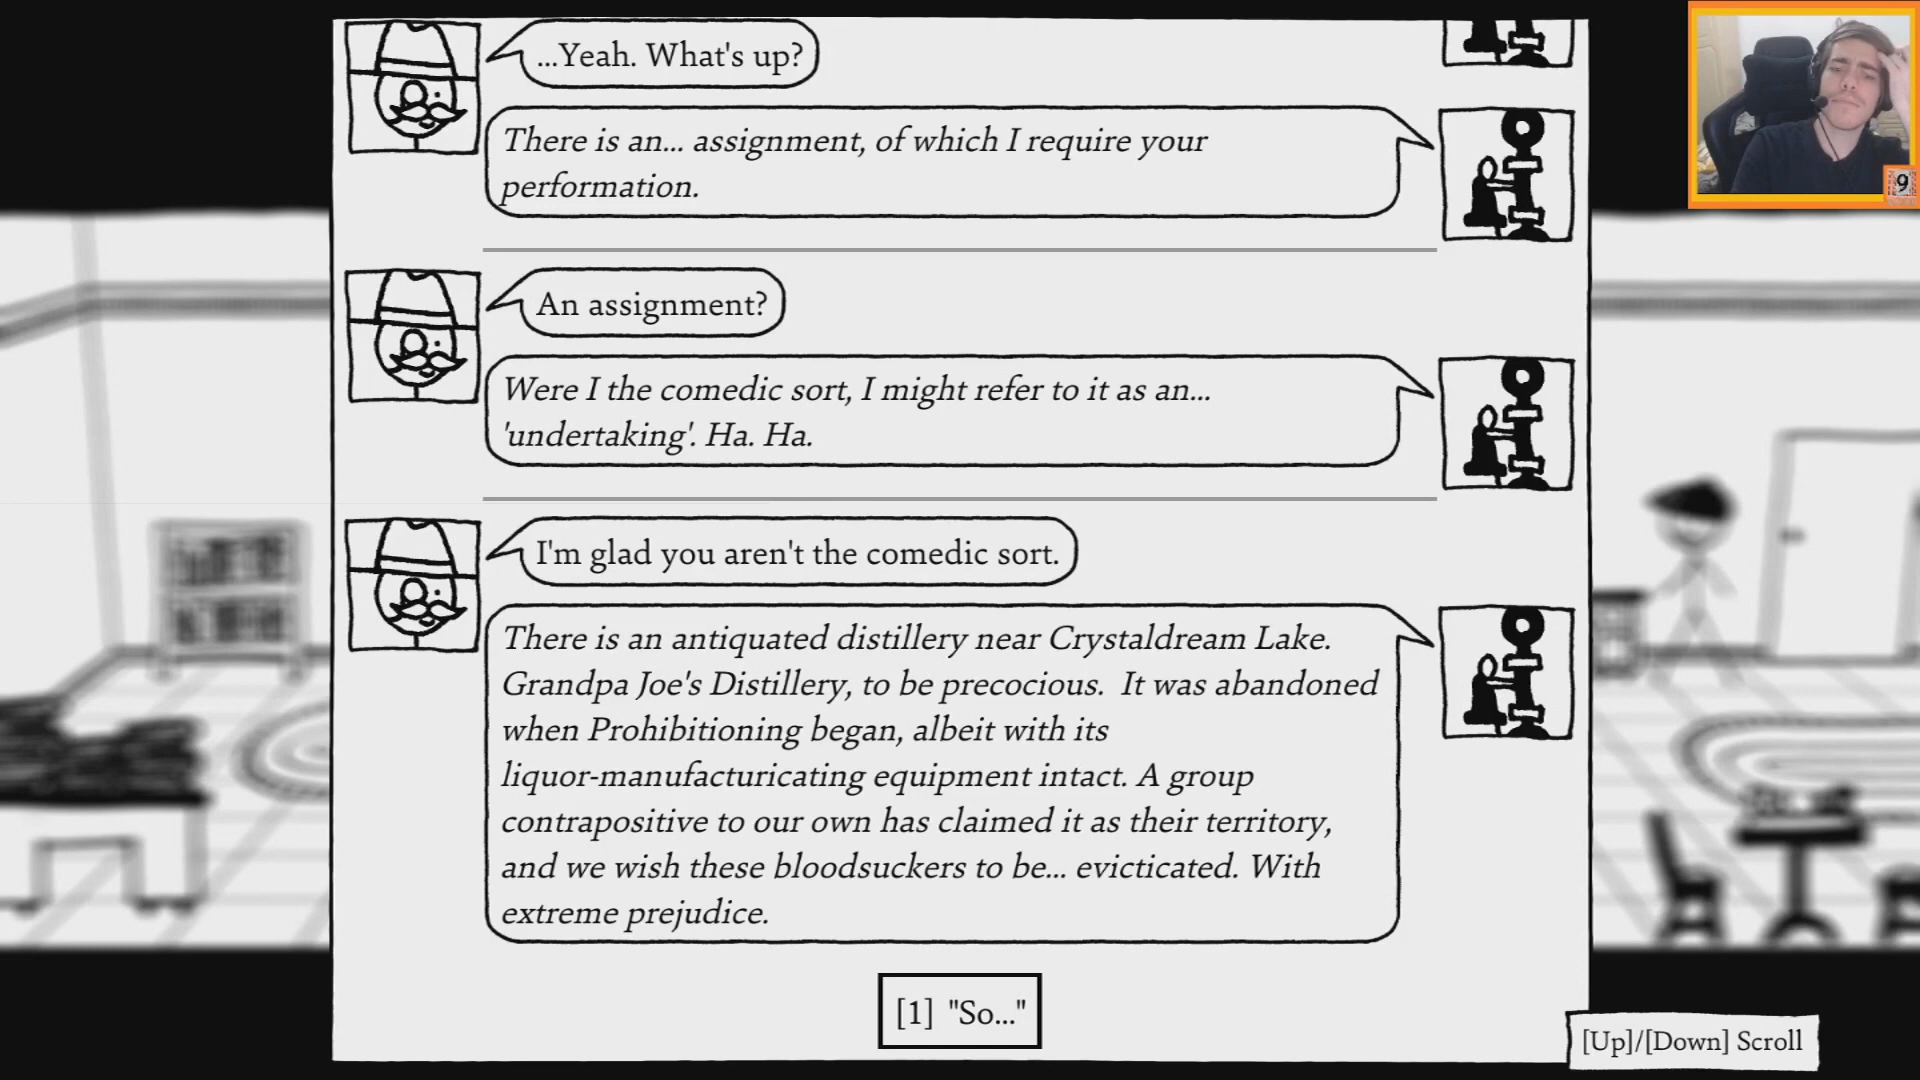 ...Yeah. What's up?
There is an... assignment, of which I require your
performation.
An assignment?
Were I the comedic sort, I might refer to it as an...
'undertaking'. Ha. Ha.
I'm glad you aren't the comedic sort.
There is an antiquated distillery near Crystaldream Lake.
Grandpa Joe's Distillery, to be precocious.  It was abandoned
when Prohibitioning began, albeit with its
liquor-manufacturicating equipment intact. A group
contrapositive to our own has claimed it as their territory,
and we wish these bloodsuckers to be... evicticated. With
extreme prejudice.
[1] "So..."
[Up]/[Down] Scroll
9